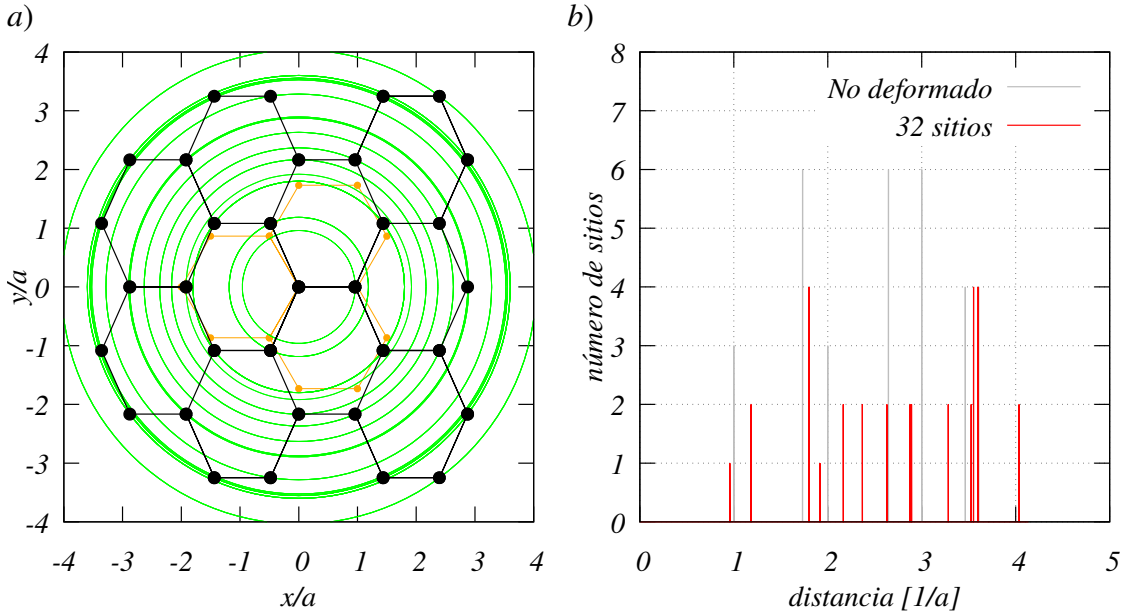 a)
4
3
2
1
0
-1
-2
-3
-4
y/a
-4 -3 -2 -1 0 1 2 3 4
x/a
b)
8
7
6
5
4
3
2
1
0
número de sitios
No deformado
32 sitios
0 1 2 3 4 5
distancia [1/a]